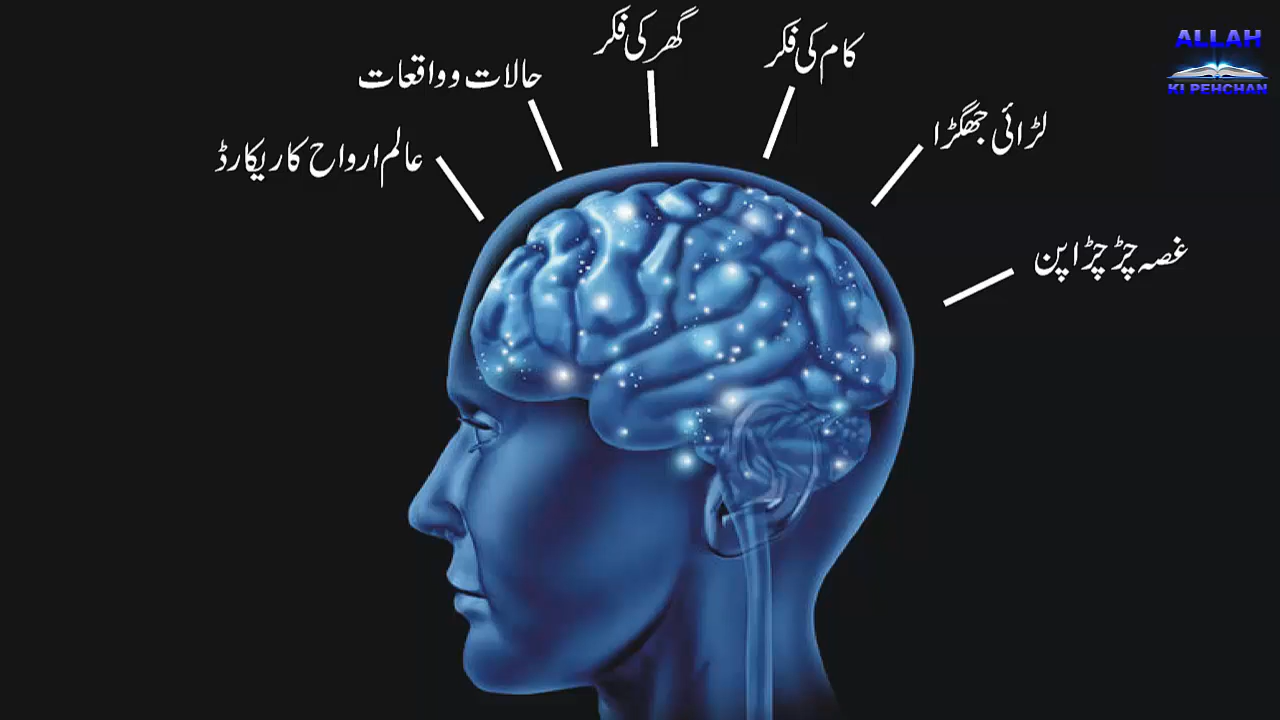 گھر کی فکر
کام کی فکر
حالات و واقعات
لڑائی جھگڑا
عالم ارواح کا ریکارڈ
غصہ چڑچڑاپن
ALLAH
KI PEHCHAN